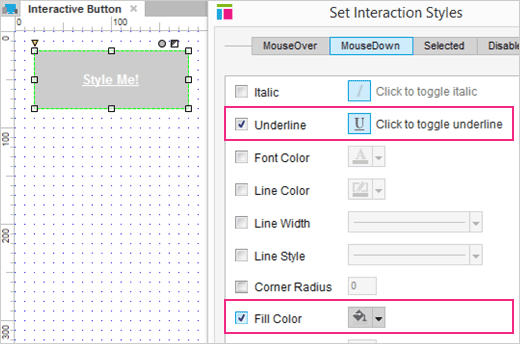 Interactive Button
0 100
0
100
200
300
Style Me!
Set Interaction Styles
MouseOver MouseDown Selected Disable
Italic I Click to toggle italic
Underline U Click to toggle underline
Font Color A
Line Color
Line Width
Line Style
Corner Radius 0
Fill Color